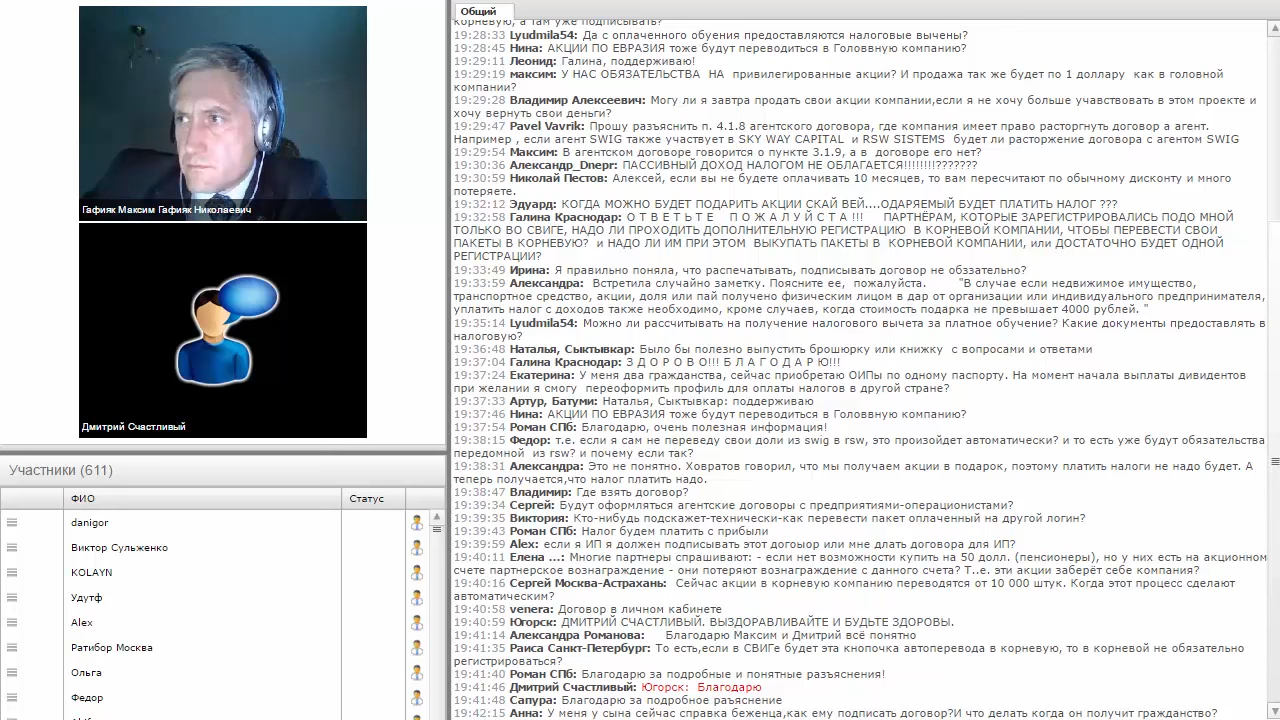 Гафияк Максим Гафияк Николаевич
Дмитрий Счастливый
Участники (611)
ФИО
Статус
danigor
Виктор Сульженко
KOLAYN
Удутф
Alex
Ратибор Москва
Ольга
Федор
Общий
корневую, а там уже подписывать?
19:28:33 Lyudmila54: Да с оплаченного обуения предоставляются налоговые вычены?
19:28:45 Нина: АКЦИИ ПО ЕВРАЗИЯ тоже будут переводиться в Головвную компанию?
19:29:11 Леонид: Галина, поддерживаю!
19:29:19 максим: У НАС ОБЯЗАТЕЛЬСТВА НА привилегированные акции? И продажа так же будет по 1 доллару как в головной
компании?
19:29:28 Владимир Алексеевич: Могу ли я завтра продать свои акции компании,если я не хочу больше учавствовать в этом проекте и
хочу вернуть свои деньги?
19:29:47 Pavel Vavrik: Прошу разъяснить п. 4.1.8 агентского договора, где компания имеет право расторгнуть договор а агент.
Например , если агент SWIG также участвует в SKY WAY CAPITAL и RSW SISTEMS будет ли расторжение договора с агентом SWIG
19:29:54 Максим: В агентском договоре говорится о пункте 3.1.9, а в договоре его нет?
19:30:36 Александр_Dnepr: ПАССИВНЫЙ ДОХОД НАЛОГОМ НЕ ОБЛАГАЕТСЯ!!!!!!!!???????
19:30:59 Николай Пестов: Алексей, если вы не будете оплачивать 10 месяцев, то вам пересчитают по обычному дисконту и много
потеряете.
19:32:12 Эдуард: КОГДА МОЖНО БУДЕТ ПОДАРИТЬ АКЦИИ СКАЙ ВЕЙ....ОДАРЯЕМЫЙ БУДЕТ ПЛАТИТЬ НАЛОГ ???
19:32:58 Галина Краснодар: О Т В Е Т Ь Т Е П О Ж А Л У Й С Т А !!! ПАРТНЁРАМ, КОТОРЫЕ ЗАРЕГИСТРИРОВАЛИСЬ ПОДО МНОЙ
ТОЛЬКО ВО СВИГЕ, НАДО ЛИ ПРОХОДИТЬ ДОПОЛНИТЕЛЬНУЮ РЕГИСТРАЦИЮ В КОРНЕВОЙ КОМПАНИИ, ЧТОБЫ ПЕРЕВЕСТИ СВОИ
ПАКЕТЫ В КОРНЕВУЮ? и НАДО ЛИ ИМ ПРИ ЭТОМ ВЫКУПАТЬ ПАКЕТЫ В КОРНЕВОЙ КОМПАНИИ, или ДОСТАТОЧНО БУДЕТ ОДНОЙ
РЕГИСТРАЦИИ?
19:33:49 Ирина: Я правильно поняла, что распечатывать, подписывать договор не обззательно?
19:33:59 Александра: Встретила случайно заметку. Поясните ее, пожалуйста. "В случае если недвижимое имущество,
транспортное средство, акции, доля или пай получено физическим лицом в дар от организации или индивидуального предпринимателя,
уплатить налог с доходов также необходимо, кроме случаев, когда стоимость подарка не превышает 4000 рублей. "
19:35:14 Lyudmila54: Можно ли рассчитывать на получение налогового вычета за платное обучение? Какие документы предоставлять в
налоговую?
19:36:48 Наталья, Сыктывкар: Было бы полезно выпустить брошюрку или книжку с вопросами и ответами
19:37:04 Галина Краснодар: З Д О Р О В О!!! Б Л А Г О Д А Р Ю!!!
19:37:24 Екатерина: У меня два гражданства, сейчас приобретаю ОИПы по одному паспорту. На момент начала выплаты дивидентов
при желании я смогу переоформить профиль для оплаты налогов в другой стране?
19:37:33 Артур, Батуми: Наталья, Сыктывкар: поддерживаю
19:37:46 Нина: АКЦИИ ПО ЕВРАЗИЯ тоже будут переводиться в Головвную компанию?
19:37:54 Роман СПб: Благодарю, очень полезная информация!
19:38:15 Федор: т.е. если я сам не переведу свои доли из swig в rsw, это произойдет автоматически? и то есть уже будут обязательства
передомной из rsw? и почему если так?
19:38:31 Александра: Это не понятно. Ховратов говорил, что мы получаем акции в подарок, поэтому платить налоги не надо будет. А
теперь получается,что налог платить надо.
19:38:47 Владимир: Где взять договор?
19:39:34 Сергей: Будут оформляться агентские договоры с предприятиями-операционистами?
19:39:35 Виктория: Кто-нибудь подскажет-технически-как перевести пакет оплаченный на другой логин?
19:39:43 Роман СПб: Налог будем платить с прибыли
19:39:59 Alex: если я ИП я должен подписывать этот догоыор или мне длать договора для ИП?
19:40:11 Елена ...: Многие партнеры спрашивают: - если нет возможности купить на 50 долл. (пенсионеры), но у них есть на акционном
счете партнерское вознаграждение - они потеряют вознаграждение с данного счета? Т..е. эти акции заберёт себе компания?
19:40:16 Сергей Москва-Астрахань: Сейчас акции в корневую компанию переводятся от 10 000 штук. Когда этот процесс сделают
автоматическим?
19:40:58 venera: Договор в личном кабинете
19:40:59 Югорск: ДМИТРИЙ СЧАСТЛИВЫЙ. ВЫЗДОРАВЛИВАЙТЕ И БУДЬТЕ ЗДОРОВЫ.
19:41:14 Александра Романова: Благодарю Максим и Дмитрий всё понятно
19:41:35 Раиса Санкт-Петербург: То есть,если в СВИГе будет эта кнопочка автоперевода в корневую, то в корневой не обязательно
регистрироваться?
19:41:40 Роман СПб: Благодарю за подробные и понятные разъяснения!
19:41:46 Дмитрий Счастливый: Югорск: Благодарю
19:41:48 Сапура: Благодарю за подробное раъяснение
19:42:15 Анна: У меня у сына сейчас справка беженца,как ему подписать договор?И что делать когда он получит гражданство?